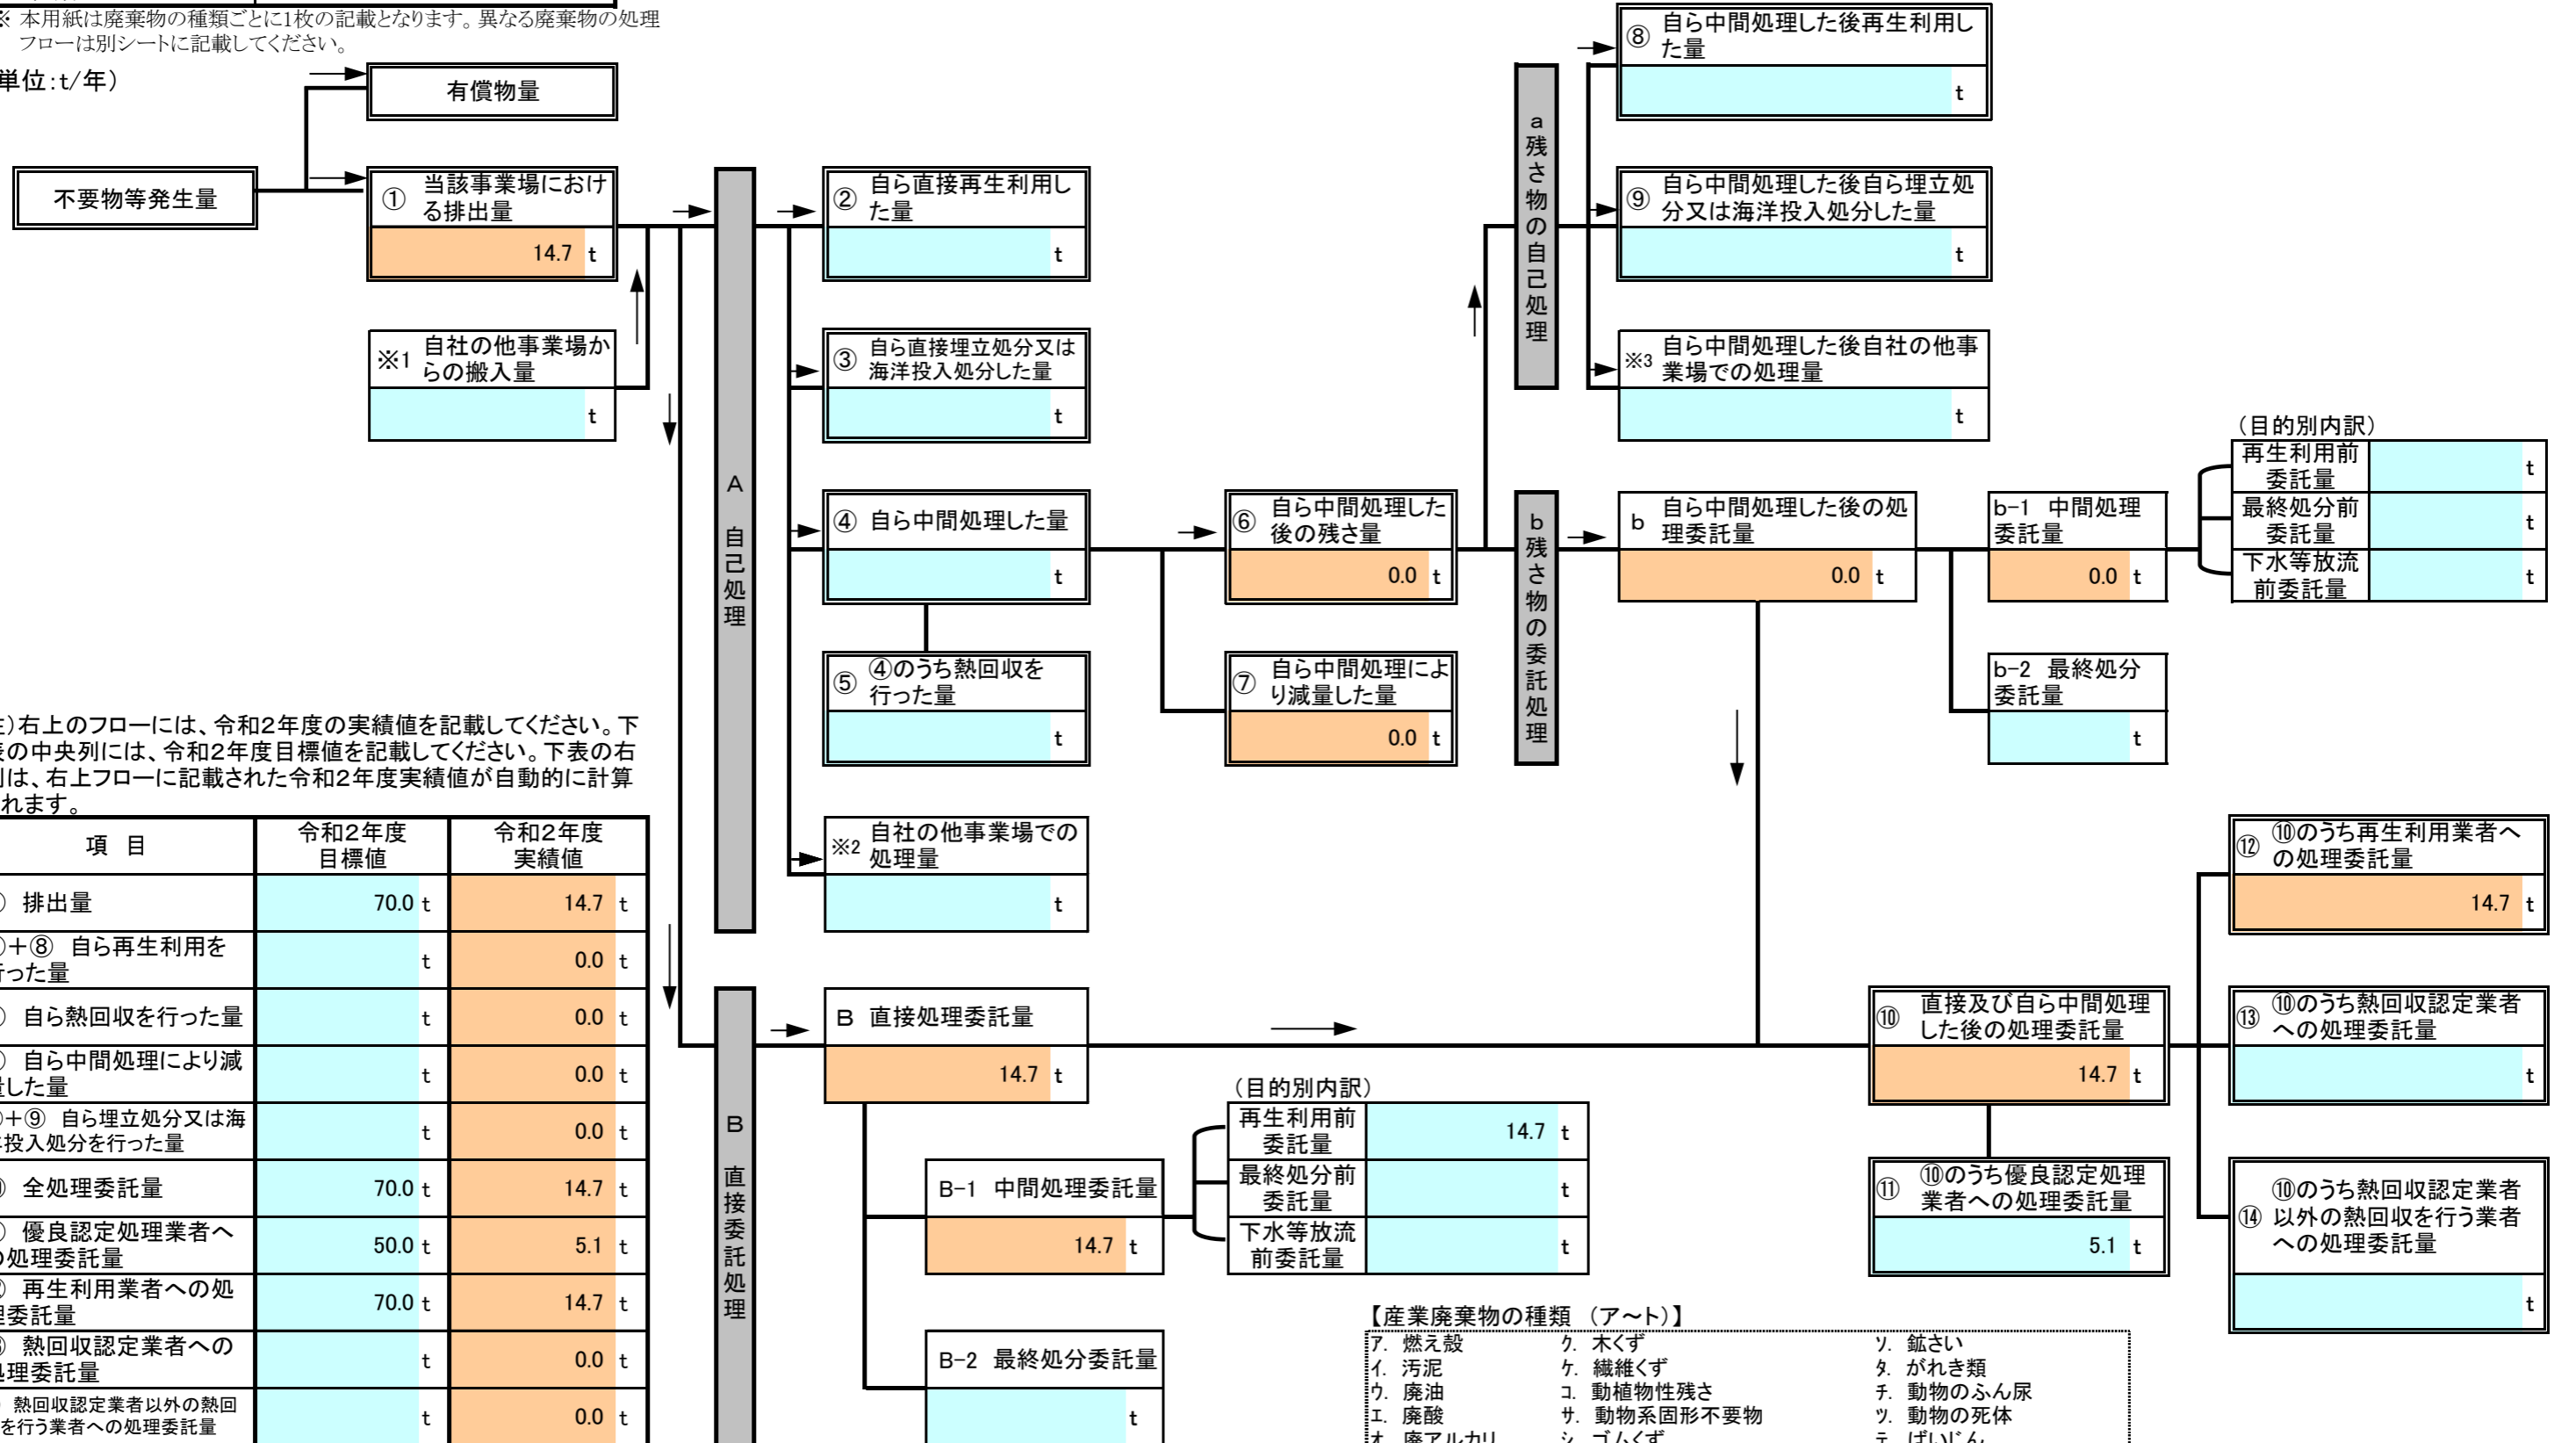 ※ 本用紙は廃棄物の種類ごとに1枚の記載となります。異なる廃棄物の処理
フローは別シートに記載してください。
単位:t/年)
有償物量
不要物等発生量
① 当該事業場におけ
る排出量
14.7 t
※1 自社の他事業場か
らの搬入量
t
A 自己処理
② 自ら直接再生利用し
た量
t
③ 自ら直接埋立処分又は
海洋投入処分した量
t
④ 自ら中間処理した量
t
⑤ ④のうち熱回収を
行った量
t
※2 自社の他事業場での
処理量
t
⑥ 自ら中間処理した
後の残さ量
0.0 t
⑦ 自ら中間処理によ
り減量した量
0.0 t
a 残さ物の自己処理
⑧ 自ら中間処理した後再生利用し
た量
t
⑨ 自ら中間処理した後自ら埋立処
分又は海洋投入処分した量
t
※3 自ら中間処理した後自社の他事
業場での処理量
t
b 残さ物の委託処理
b 自ら中間処理した後の処
理委託量
0.0 t
b-1 中間処理
委託量
0.0 t
b-2 最終処分
委託量
t
(目的別内訳)
再生利用前
委託量
t
最終処分前
委託量
t
下水等放流
前委託量
t
)右上のフローには、令和2年度の実績値を記載してください。下
の中央列には、令和2年度目標値を記載してください。下表の右
は、右上フローに記載された令和2年度実績値が自動的に計算
れます。
項 目 令和2年度
目標値 令和2年度
実績値
排出量 70.0 t 14.7 t
+⑧ 自ら再生利用を
った量 t 0.0 t
自ら熱回収を行った量 t 0.0 t
自ら中間処理により減
した量 t 0.0 t
+⑨ 自ら埋立処分又は海
投入処分を行った量 t 0.0 t
全処理委託量 70.0 t 14.7 t
優良認定処理業者へ
処理委託量 50.0 t 5.1 t
再生利用業者への処
委託量 70.0 t 14.7 t
熱回収認定業者への
理委託量 t 0.0 t
熱回収認定業者以外の熱回
を行う業者への処理委託量 t 0.0 t
B 直接委託処理
B 直接処理委託量
14.7 t
B-1 中間処理委託量
14.7 t
B-2 最終処分委託量
t
(目的別内訳)
再生利用前
委託量
14.7 t
最終処分前
委託量
t
下水等放流
前委託量
t
⑩ 直接及び自ら中間処理
した後の処理委託量
14.7 t
⑪ ⑩のうち優良認定処理
業者への処理委託量
5.1 t
⑫ ⑩のうち再生利用業者へ
の処理委託量
14.7 t
⑬ ⑩のうち熱回収認定業者
への処理委託量
t
⑭ ⑩のうち熱回収認定業者
以外の熱回収を行う業者
への処理委託量
t
【産業廃棄物の種類 (ア~ト)】
ア. 燃え殻 ク. 木くず ソ. 鉱さい
イ. 汚泥 ケ. 繊維くず タ. がれき類
ウ. 廃油 コ. 動植物性残さ チ. 動物のふん尿
エ. 廃酸 サ. 動物系固形不要物 ツ. 動物の死体
オ. 廃アルカリ シ. ゴムくず テ. ばいじん